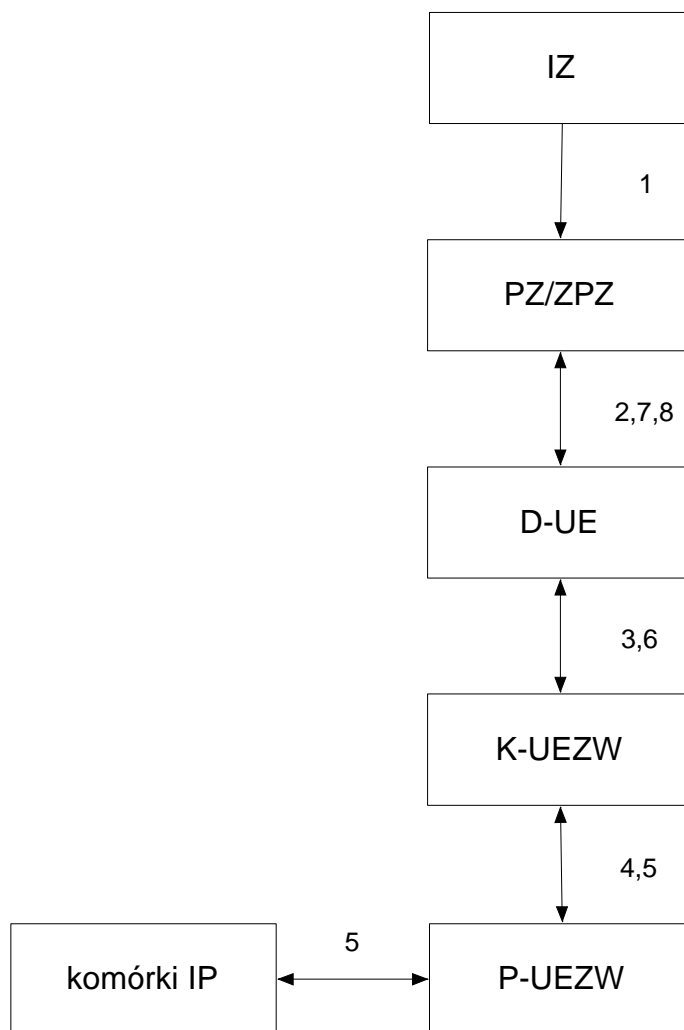 IZ
1
PZ/ZPZ
2,7,8
D-UE
3,6
K-UEZW
4,5
komórki IP
5
P-UEZW